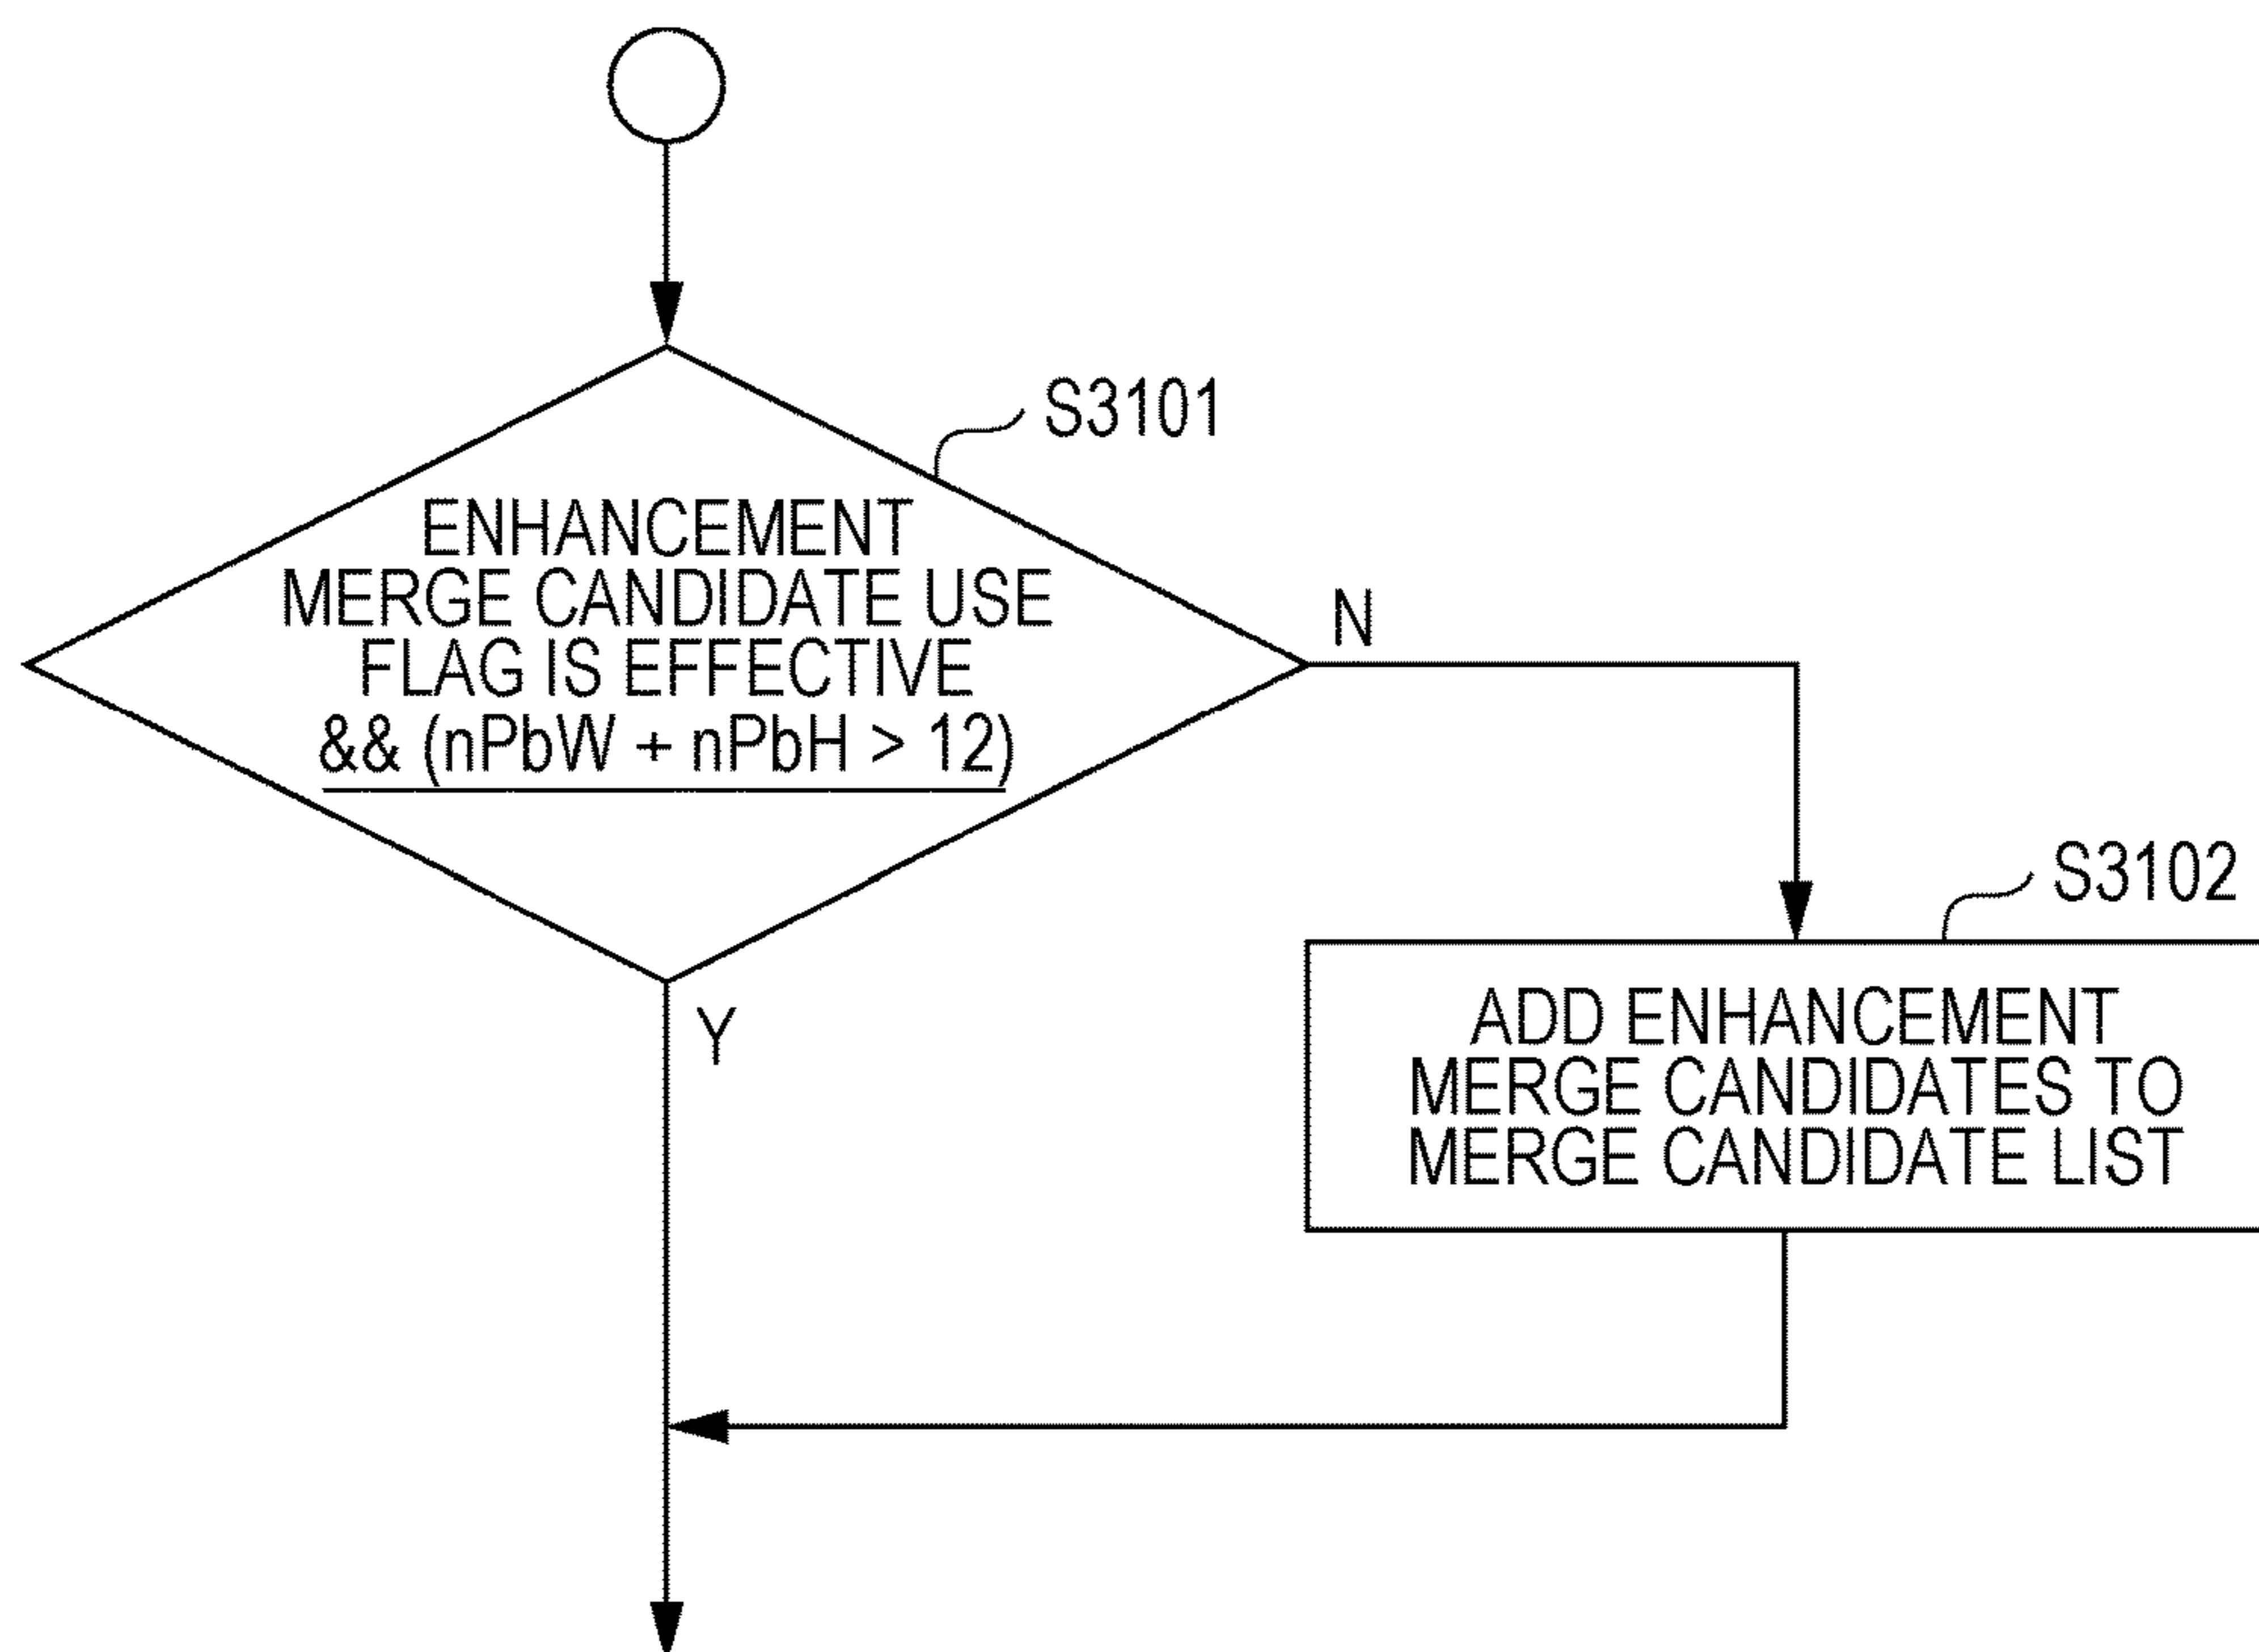 S3101
ENHANCEMENT
MERGE CANDIDATE USE
FLAG IS EFFECTIVE
&& (nPbW + nPbH > 12)
N
Y
S3102
ADD ENHANCEMENT
MERGE CANDIDATES TO
MERGE CANDIDATE LIST